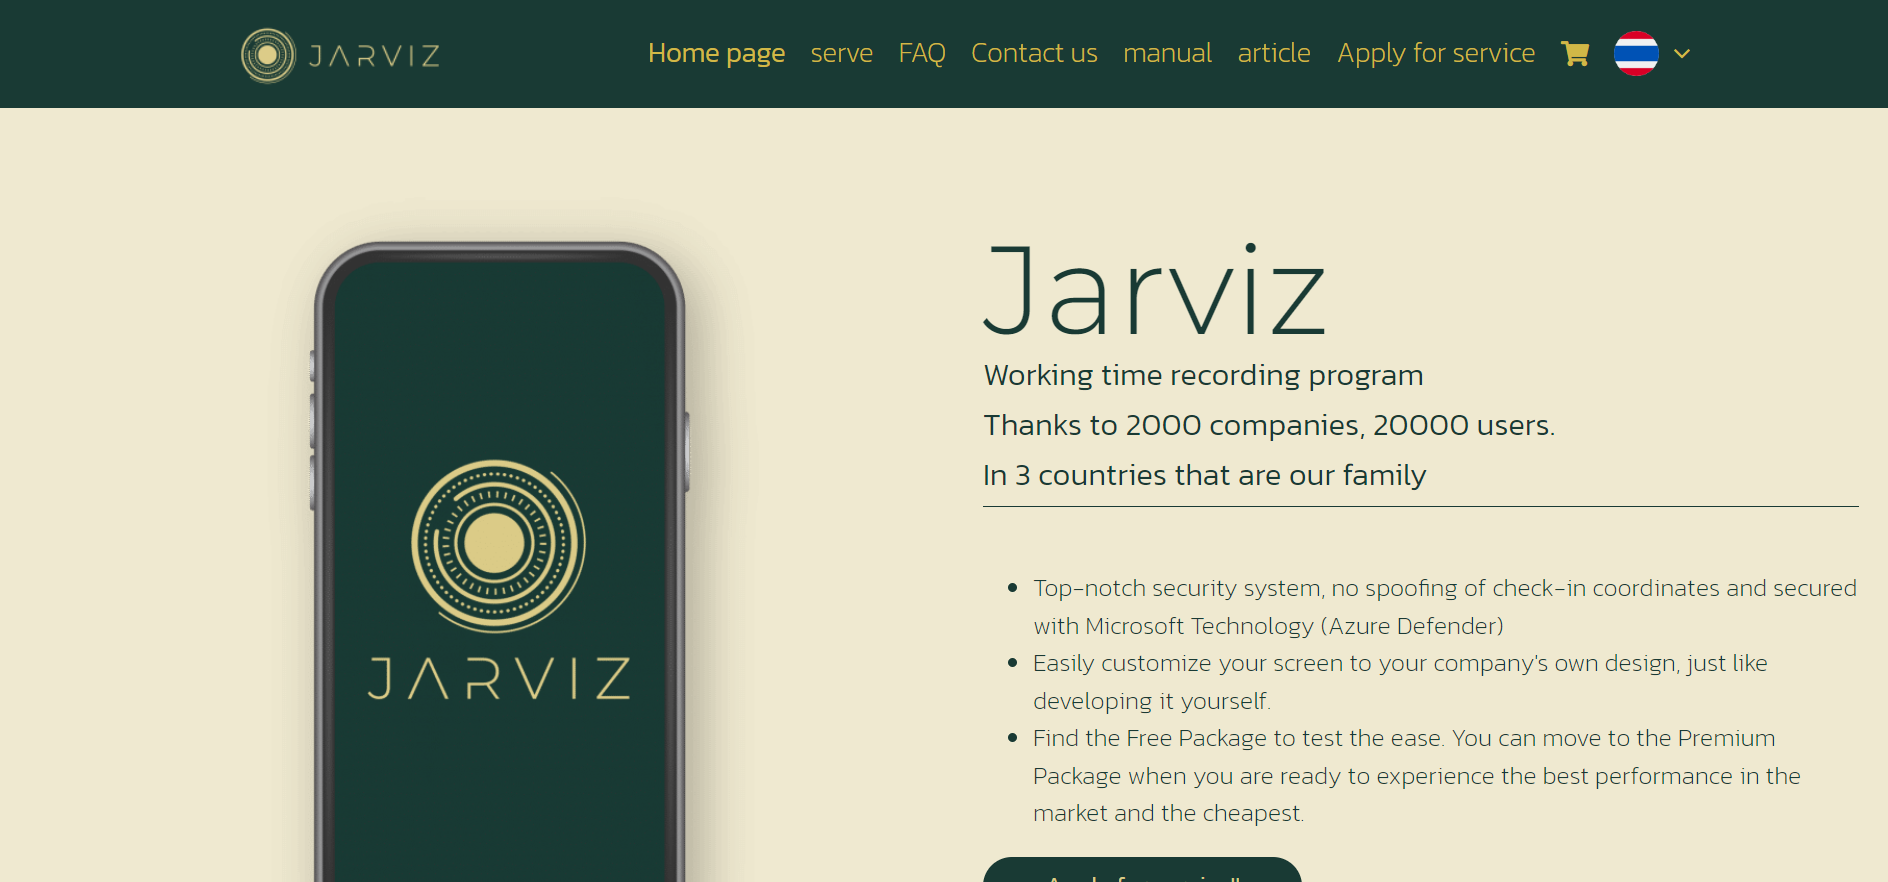 JARVIZ
Home page serve FAQ Contact us manual article Apply for service
Jarviz
Working time recording program
Thanks to 2000 companies, 20000 users.
In 3 countries that are our family
JARVIZ
Top-notch security system, no spoofing of check-in coordinates and secured
with Microsoft Technology (Azure Defender)
Easily customize your screen to your company's own design, just like
developing it yourself.
Find the Free Package to test the ease. You can move to the Premium
Package when you are ready to experience the best performance in the
market and the cheapest.